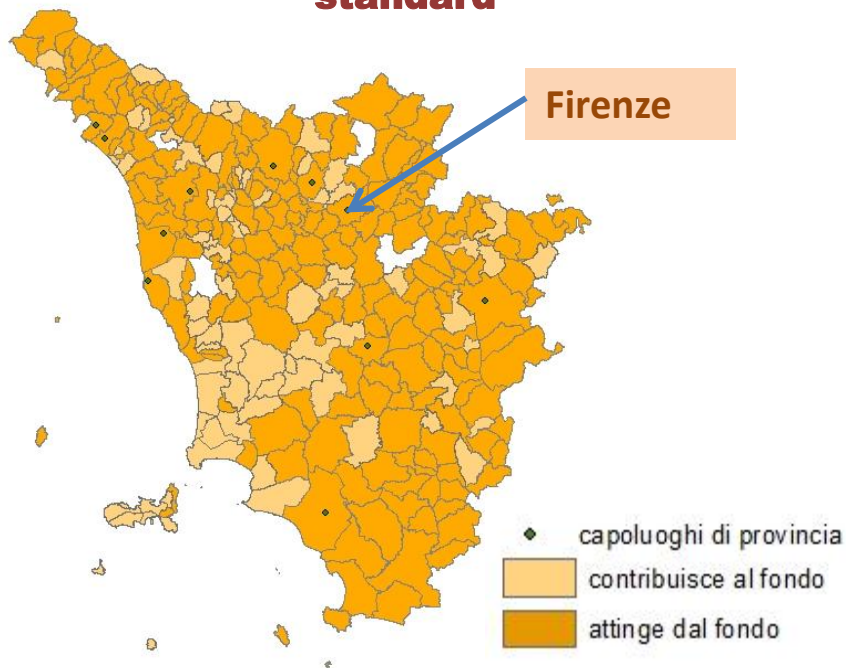 standard
Firenze
capoluoghi di provincia
contribuisce al fondo
attinge dal fondo